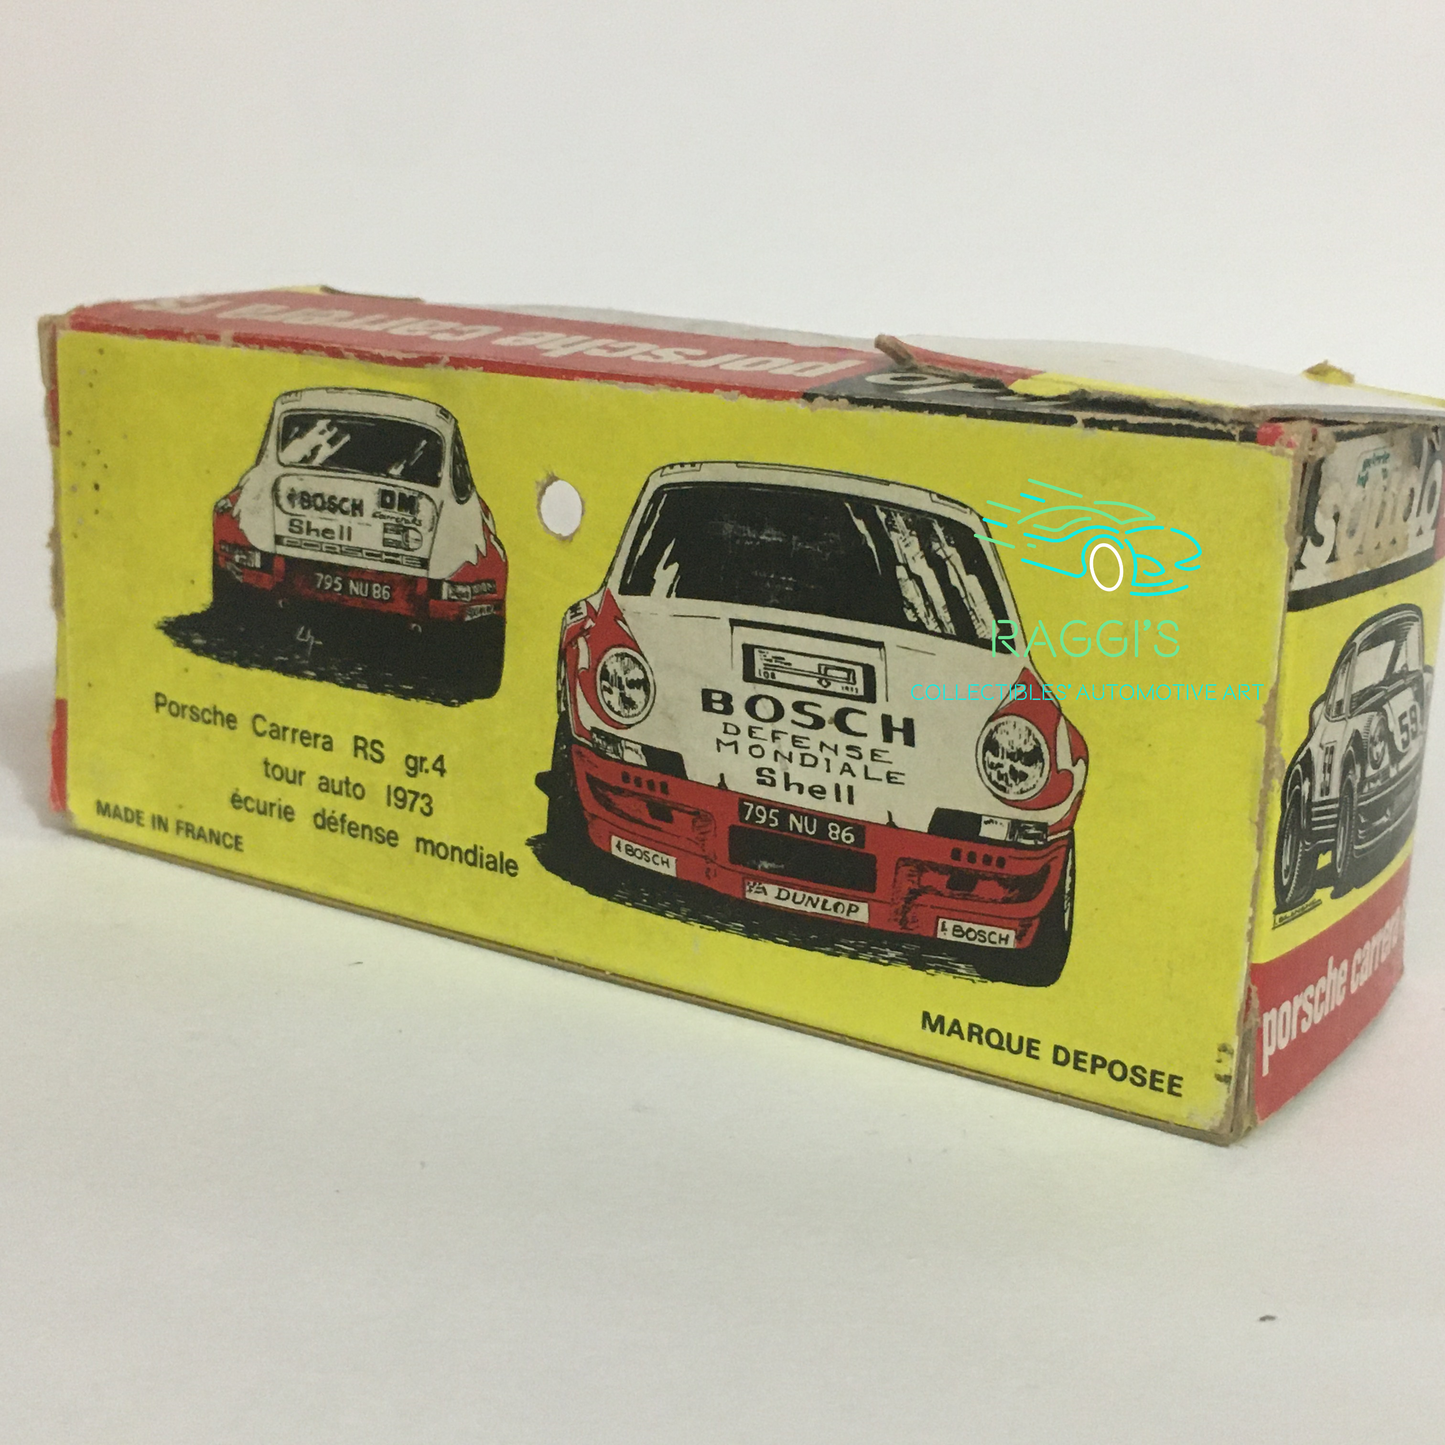 porsche carrera rs
BOSCH
DM
Shell
PORSCHE
795 NU 86
Porsche Carrera RS gr.4
tour auto 1973
écurie défense mondiale
MADE IN FRANCE
BOSCH
DEFENSE
MONDIALE
Shell
795 NU 86
BOSCH
DUNLOP
BOSCH
MARQUE DEPOSEE
RAGGI'S
COLLECTIBLES' AUTOMOTIVE ART
solido
59
porsche carrera